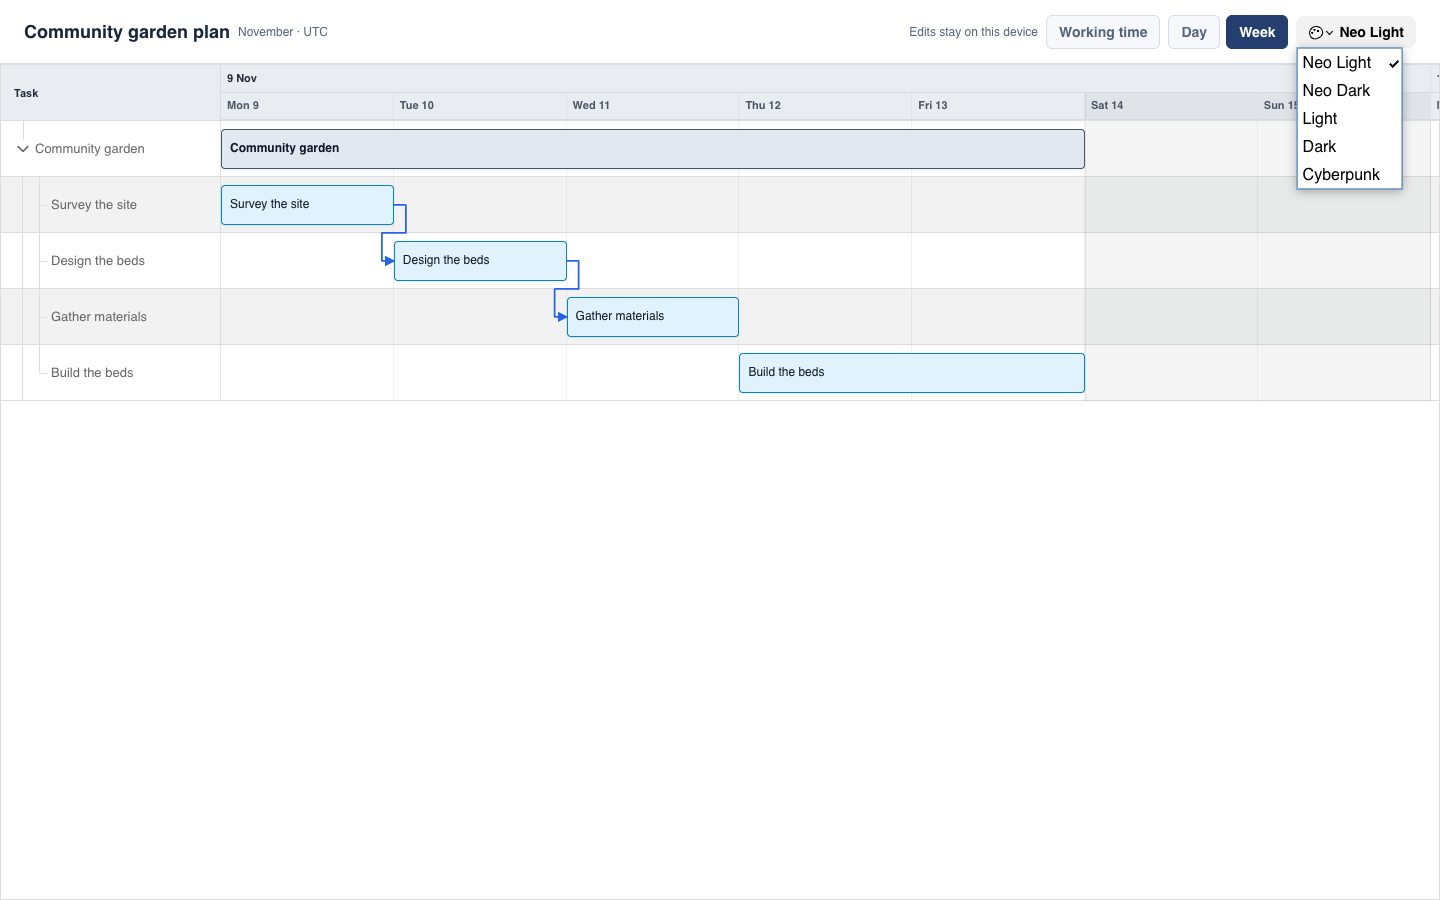 Community garden plan November · UTC
Edits stay on this device Working time Day Week Neo Light
Neo Light
Neo Dark
Light
Dark
Cyberpunk
Task
9 Nov
Mon 9 Tue 10 Wed 11 Thu 12 Fri 13 Sat 14 Sun 15
Community garden Community garden
Survey the site Survey the site
Design the beds Design the beds
Gather materials Gather materials
Build the beds Build the beds